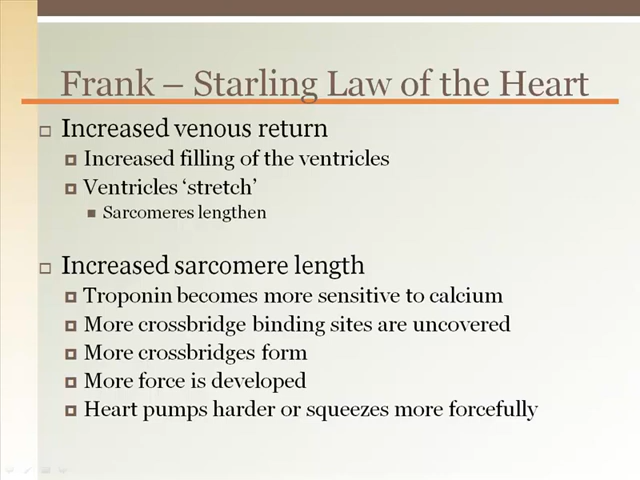 Frank – Starling Law of the Heart
Increased venous return
Increased filling of the ventricles
Ventricles ‘stretch’
Sarcomeres lengthen
Increased sarcomere length
Troponin becomes more sensitive to calcium
More crossbridge binding sites are uncovered
More crossbridges form
More force is developed
Heart pumps harder or squeezes more forcefully